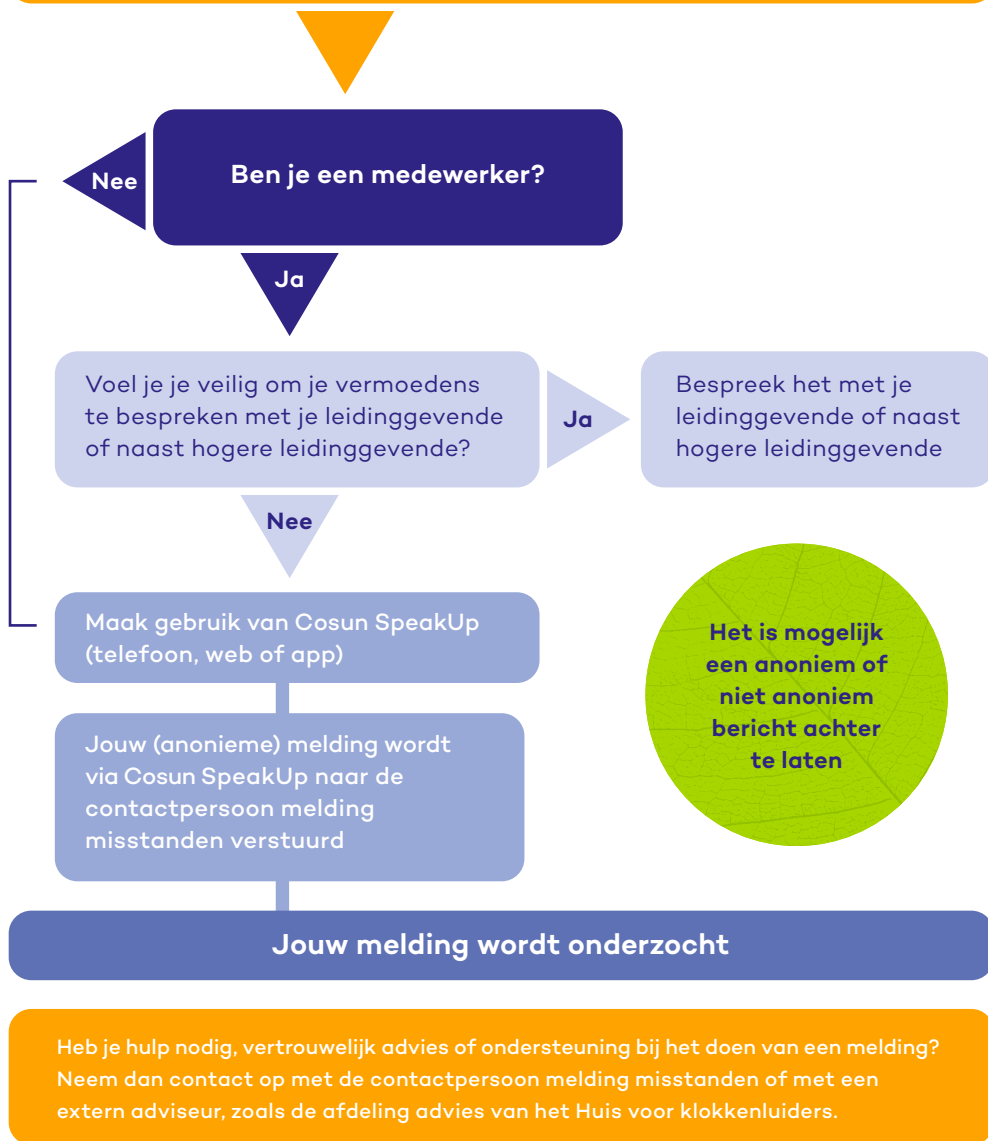 Ben je een medewerker?
Nee
Ja
Voel je je veilig om je vermoedens
te bespreken met je leidinggevende
of naast hogere leidinggevende?
Ja
Bespreek het met je
leidinggevende of naast
hogere leidinggevende
Nee
Maak gebruik van Cosun SpeakUp
(telefoon, web of app)
Het is mogelijk
een anoniem of
niet anoniem
bericht achter
te laten
Jouw (anonieme) melding wordt
via Cosun SpeakUp naar de
contactpersoon melding
misstanden verstuurd
Jouw melding wordt onderzocht
Heb je hulp nodig, vertrouwelijk advies of ondersteuning bij het doen van een melding?
Neem dan contact op met de contactpersoon melding misstanden of met een
extern adviseur, zoals de afdeling advies van het Huis voor klokkenluiders.